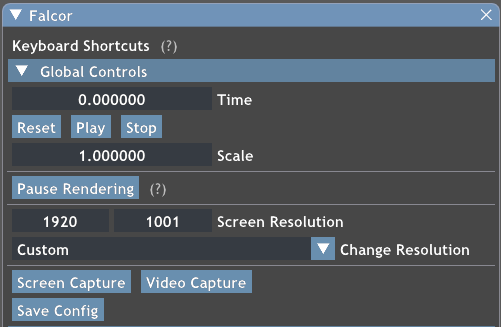 Falcor
Keyboard Shortcuts (?)
Global Controls
0.000000 Time
Reset Play Stop
1.000000 Scale
Pause Rendering (?)
1920 1001 Screen Resolution
Custom Change Resolution
Screen Capture Video Capture
Save Config